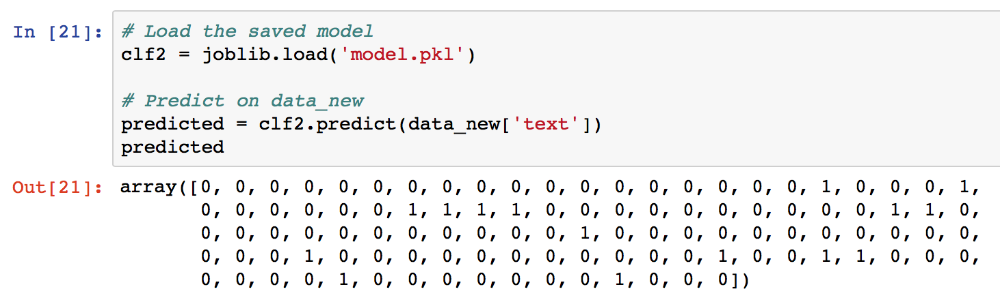 In [21]: # Load the saved model
clf2 = joblib.load('model.pkl')
# Predict on data_new
predicted = clf2.predict(data_new['text'])
predicted
Out[21]: array([0, 0, 0, 0, 0, 0, 0, 0, 0, 0, 0, 0, 0, 0, 0, 0, 0, 0, 1, 0, 0, 0, 1,
0, 0, 0, 0, 0, 0, 1, 1, 1, 1, 0, 0, 0, 0, 0, 0, 0, 0, 0, 0, 1, 1, 0,
0, 0, 0, 0, 0, 0, 0, 0, 0, 0, 0, 1, 0, 0, 0, 0, 0, 0, 0, 0, 0, 0, 0,
0, 0, 0, 1, 0, 0, 0, 0, 0, 0, 0, 0, 0, 0, 0, 1, 0, 0, 1, 1, 0, 0, 0,
0, 0, 0, 0, 1, 0, 0, 0, 0, 0, 0, 0, 1, 0, 0, 0])